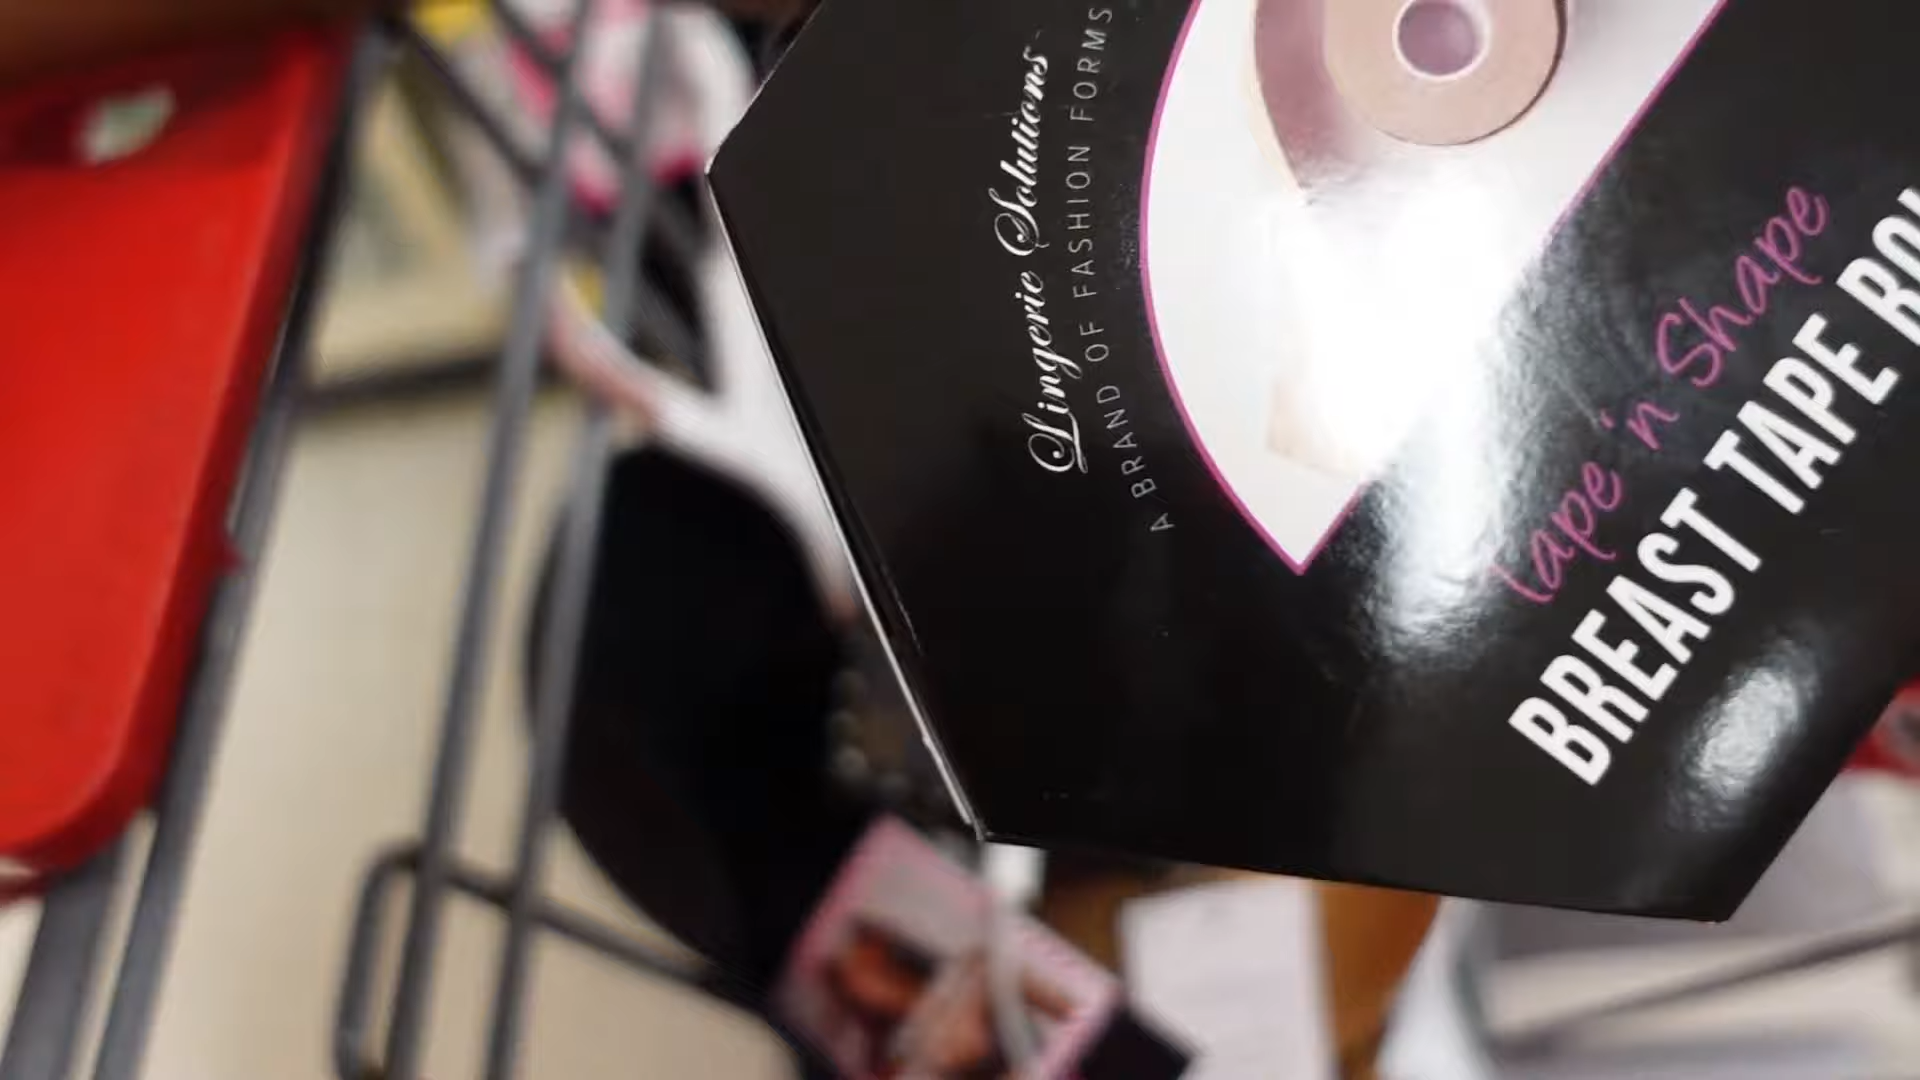 Lingerie Solutions
A BRAND OF FASHION FORMS
Tape 'n Shape
BREAST TAPE